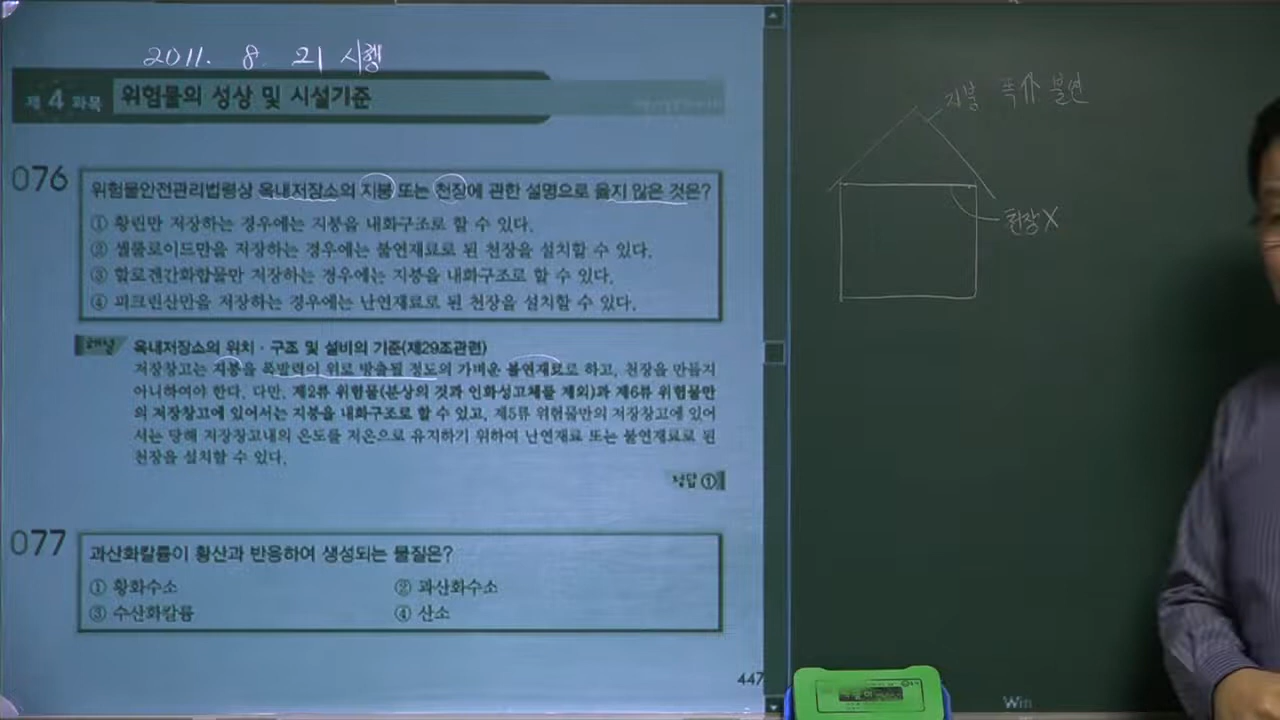 2011. 8. 21 시행
제 4 과목 위험물의 성상 및 시설기준
076 위험물안전관리법령상 옥내저장소의 지붕 또는 천장에 관한 설명으로 옳지 않은 것은?
① 황린만 저장하는 경우에는 지붕을 내화구조로 할 수 있다.
② 셀룰로이드만을 저장하는 경우에는 불연재료로 된 천장을 설치할 수 있다.
③ 할로겐간화합물만 저장하는 경우에는 지붕을 내화구조로 할 수 있다.
④ 피크린산만을 저장하는 경우에는 난연재료로 된 천장을 설치할 수 있다.
해설 옥내저장소의 위치·구조 및 설비의 기준(제29조관련)
저장창고는 지붕을 폭발력이 위로 방출될 정도의 가벼운 불연재료로 하고, 천장을 만들지
아니하여야 한다. 다만, 제2류 위험물(분상의 것과 인화성고체를 제외)과 제6류 위험물만
의 저장창고에 있어서는 지붕을 내화구조로 할 수 있고, 제5류 위험물만의 저장창고에 있어
서는 당해 저장창고내의 온도를 저온으로 유지하기 위하여 난연재료 또는 불연재료로 된
천장을 설치할 수 있다.
정답 ①
077 과산화칼륨이 황산과 반응하여 생성되는 물질은?
① 황화수소 ② 과산화수소
③ 수산화칼륨 ④ 산소
447
지붕 폭 불연
천장 X
Win